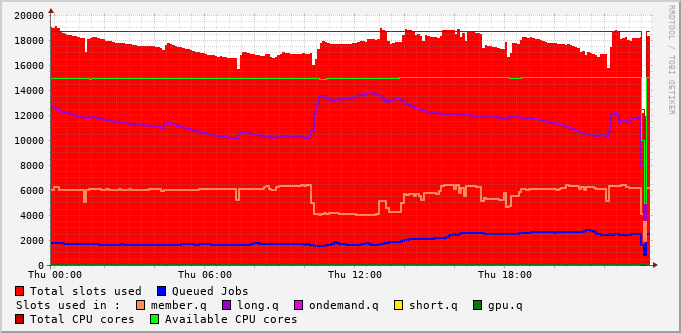 20000
18000
16000
14000
12000
10000
8000
6000
4000
2000
0
Thu 00:00 Thu 06:00 Thu 12:00 Thu 18:00
Total slots used Queued Jobs
Slots used in : member.q long.q ondemand.q short.q gpu.q
Total CPU cores Available CPU cores
RRDTOOL / TOBI OETIKER